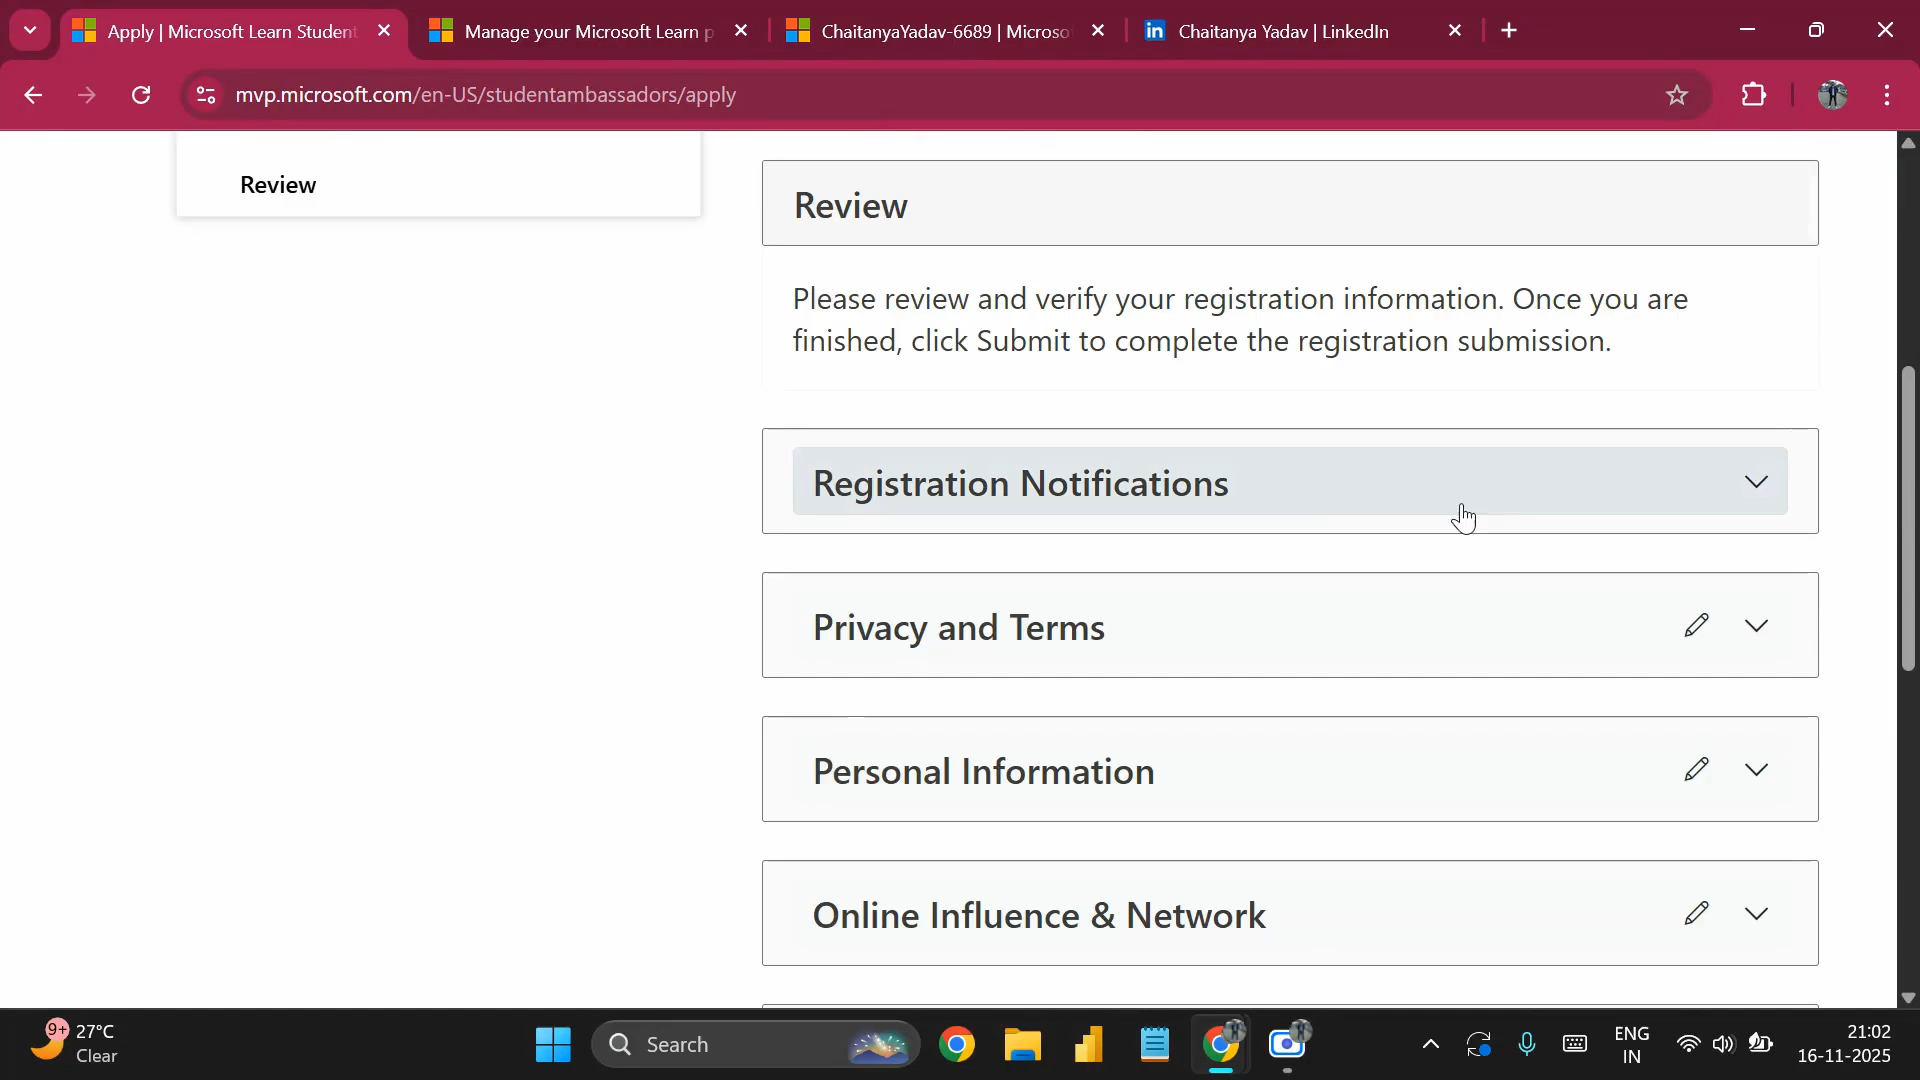 Apply | Microsoft Learn Student
Manage your Microsoft Learn p
ChaitanyaYadav-6689 | Microso
Chaitanya Yadav | LinkedIn
mvp.microsoft.com/en-US/studentambassadors/apply
Review
Review
Please review and verify your registration information. Once you are
finished, click Submit to complete the registration submission.
Registration Notifications
Privacy and Terms
Personal Information
Online Influence & Network
9+
27°C
Clear
Search
ENG
IN
21:02
16-11-2025